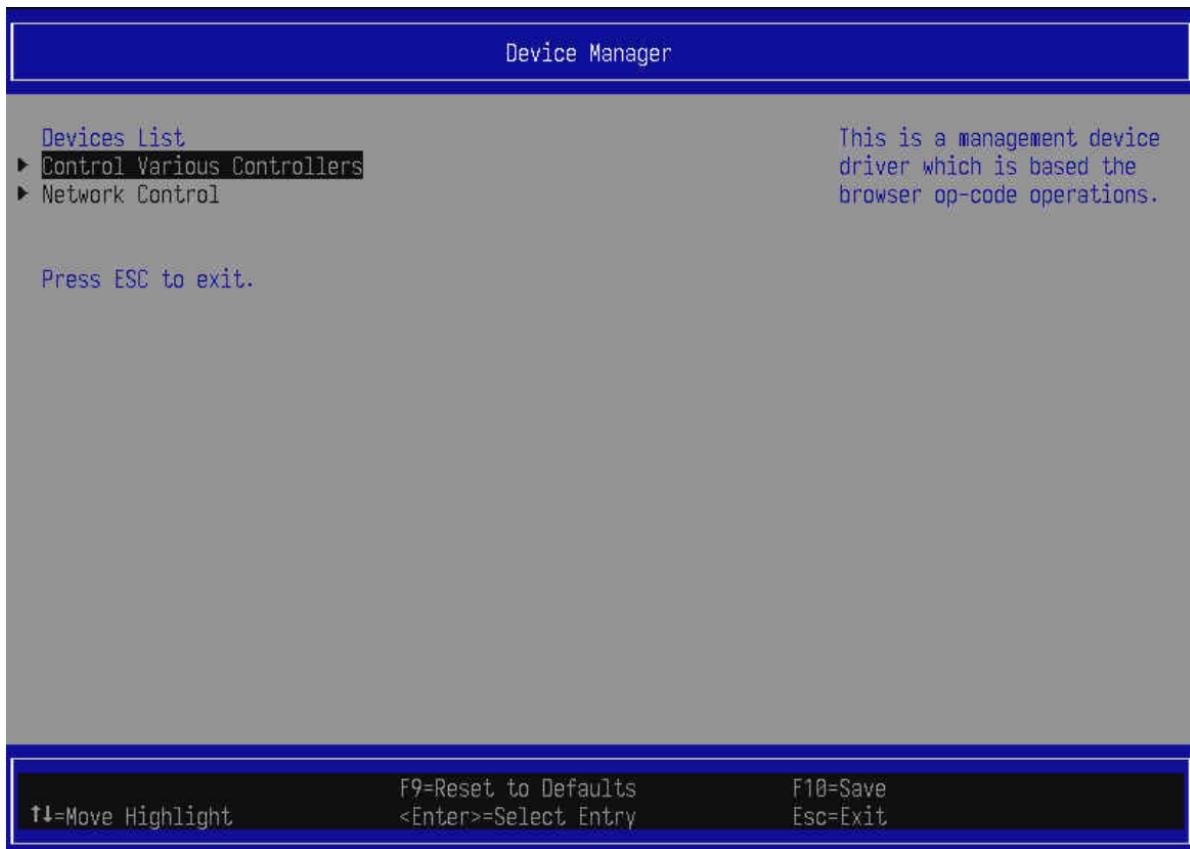 Device Manager
Devices List
▶ Control Various Controllers
▶ Network Control
Press ESC to exit.
This is a management device
driver which is based the
browser op-code operations.
F9=Reset to Defaults F10=Save
↑↓=Move Highlight <Enter>=Select Entry Esc=Exit